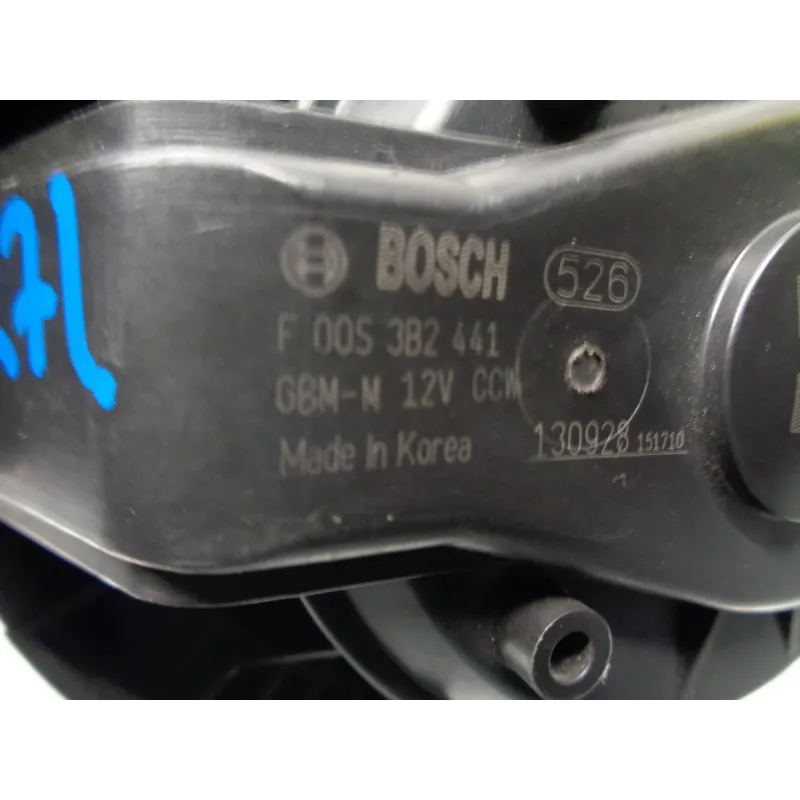 BOSCH 526
F 00S 3B2 441
GBM-M 12V CCW
Made In Korea 130928 151710